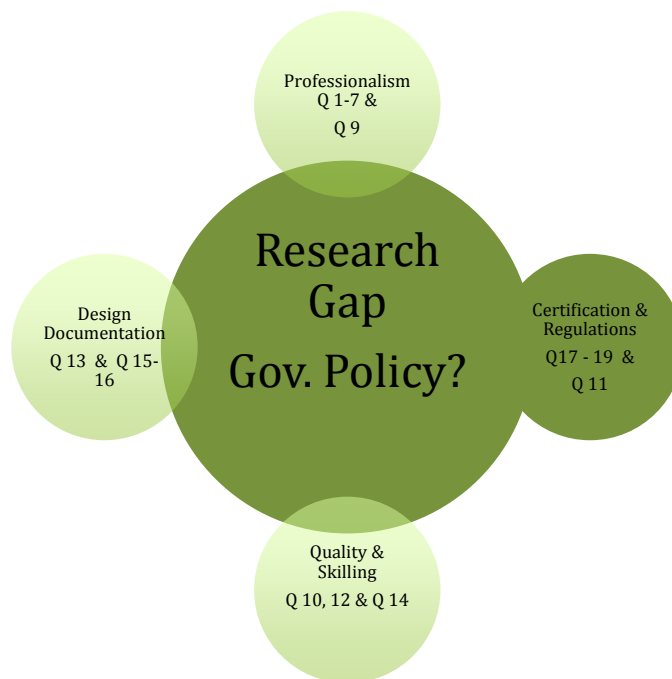 Professionalism
Q 1-7 &
Q 9
Research
Gap
Gov. Policy?
Design
Documentation
Q 13 & Q 15-
16
Certification &
Regulations
Q17 - 19 &
Q 11
Quality &
Skilling
Q 10, 12 & Q 14